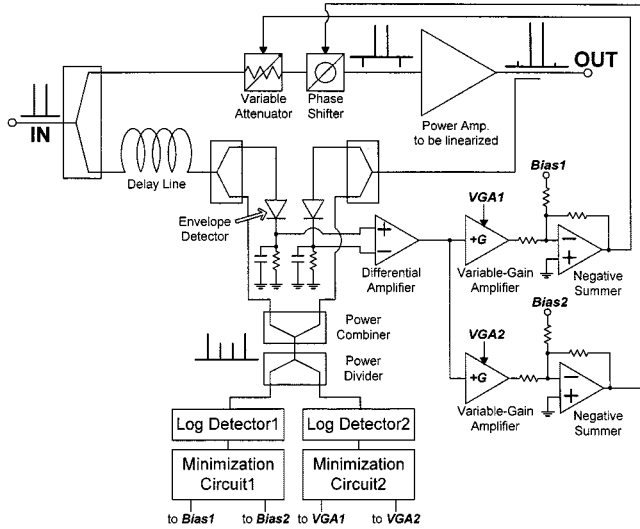 OUT
IN
Variable
Attenuator
Phase
Shifter
Power Amp.
to be linearized
Delay Line
Envelope
Detector
+
−
Differential
Amplifier
VGA1
+G
Variable-Gain
Amplifier
Bias1
−
+
Negative
Summer
VGA2
+G
Variable-Gain
Amplifier
Bias2
−
+
Negative
Summer
Power
Combiner
Power
Divider
Log Detector1
Log Detector2
Minimization
Circuit1
Minimization
Circuit2
to Bias1
to Bias2
to VGA1
to VGA2